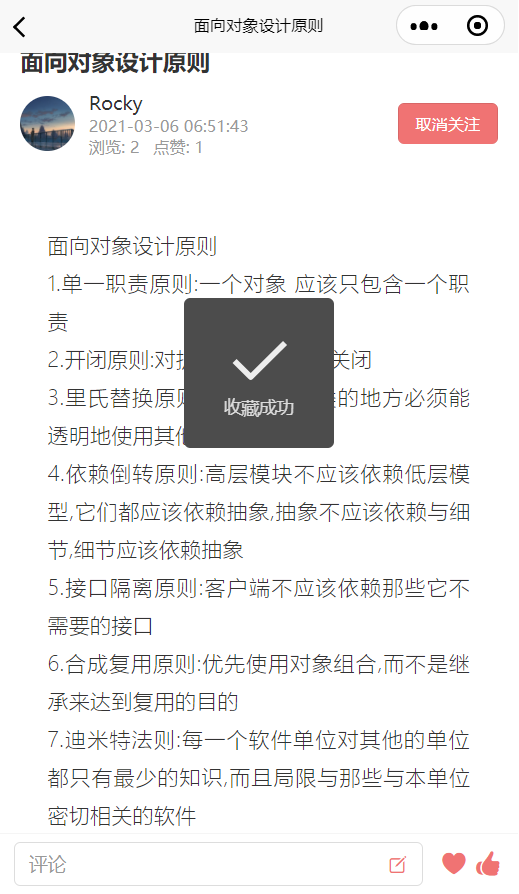 面向对象设计原则
面向对象设计原则
Rocky
2021-03-06 06:51:43
浏览: 2 点赞: 1
取消关注
面向对象设计原则
1.单一职责原则:一个对象 应该只包含一个职
责
2.开闭原则:对
关闭
3.里氏替换原
的地方必须能
透明地使用其
收藏成功
4.依赖倒转原则:高层模块不应该依赖低层模
型,它们都应该依赖抽象,抽象不应该依赖与细
节,细节应该依赖抽象
5.接口隔离原则:客户端不应该依赖那些它不
需要的接口
6.合成复用原则:优先使用对象组合,而不是继
承来达到复用的目的
7.迪米特法则:每一个软件单位对其他的单位
都只有最少的知识,而且局限与那些与本单位
密切相关的软件
评论